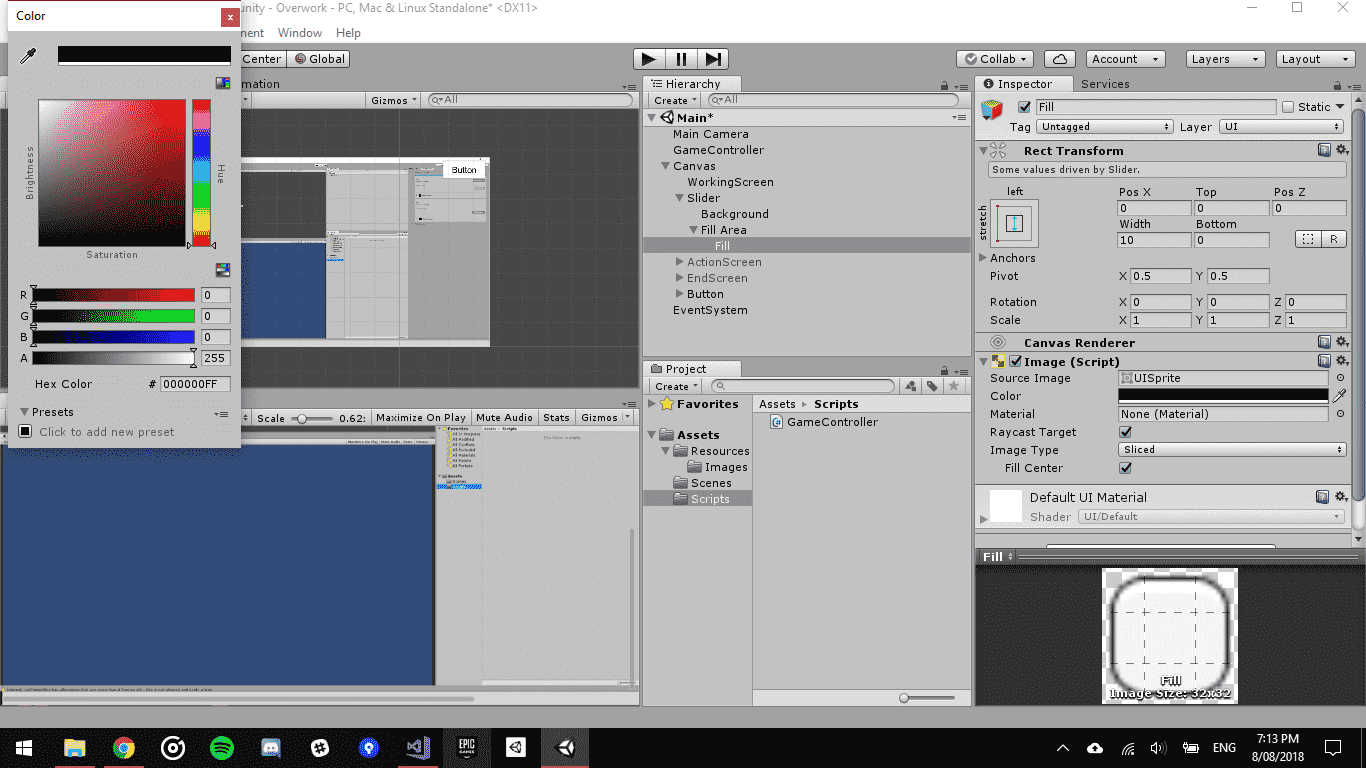 Color
unity - Overwork - PC, Mac & Linux Standalone* <DX11>
Window Help
Center Global
Collab
Account
Layers
Layout
Gizmos
All
Button
Brightness
Hue
Saturation
R 0
G 0
B 0
A 255
Hex Color # 000000FF
Presets
Click to add new preset
Scale 0.62: Maximize On Play Mute Audio Stats Gizmos
Hierarchy
Create All
Main*
Main Camera
GameController
Canvas
WorkingScreen
Slider
Background
Fill Area
Fill
ActionScreen
EndScreen
Button
EventSystem
Project
Create
Favorites
Assets
Resources
Images
Scenes
Scripts
Assets Scripts
GameController
Inspector Services
Fill Static
Tag Untagged Layer UI
Rect Transform
Some values driven by Slider.
left
stretch
Pos X Top Pos Z
0 0 0
Width Bottom
10 0
R
Anchors
Pivot X 0.5 Y 0.5
Rotation X 0 Y 0 Z 0
Scale X 1 Y 1 Z 1
Canvas Renderer
Image (Script)
Source Image UISprite
Color
Material None (Material)
Raycast Target
Image Type Sliced
Fill Center
Default UI Material
Shader UI/Default
Fill
Fill
Image Size: 32x32
EPIC GAMES
ENG
7:13 PM
8/08/2018